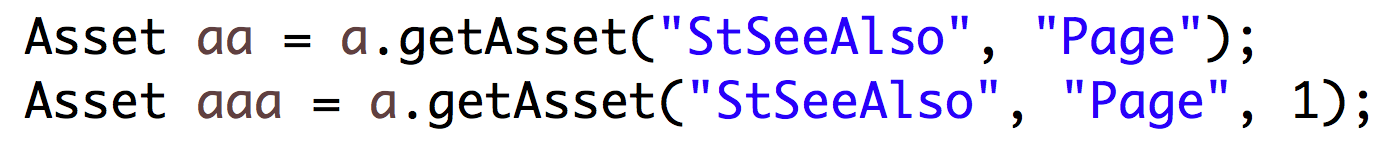 Asset aa = a.getAsset("StSeeAlso", "Page");
Asset aaa = a.getAsset("StSeeAlso", "Page", 1);